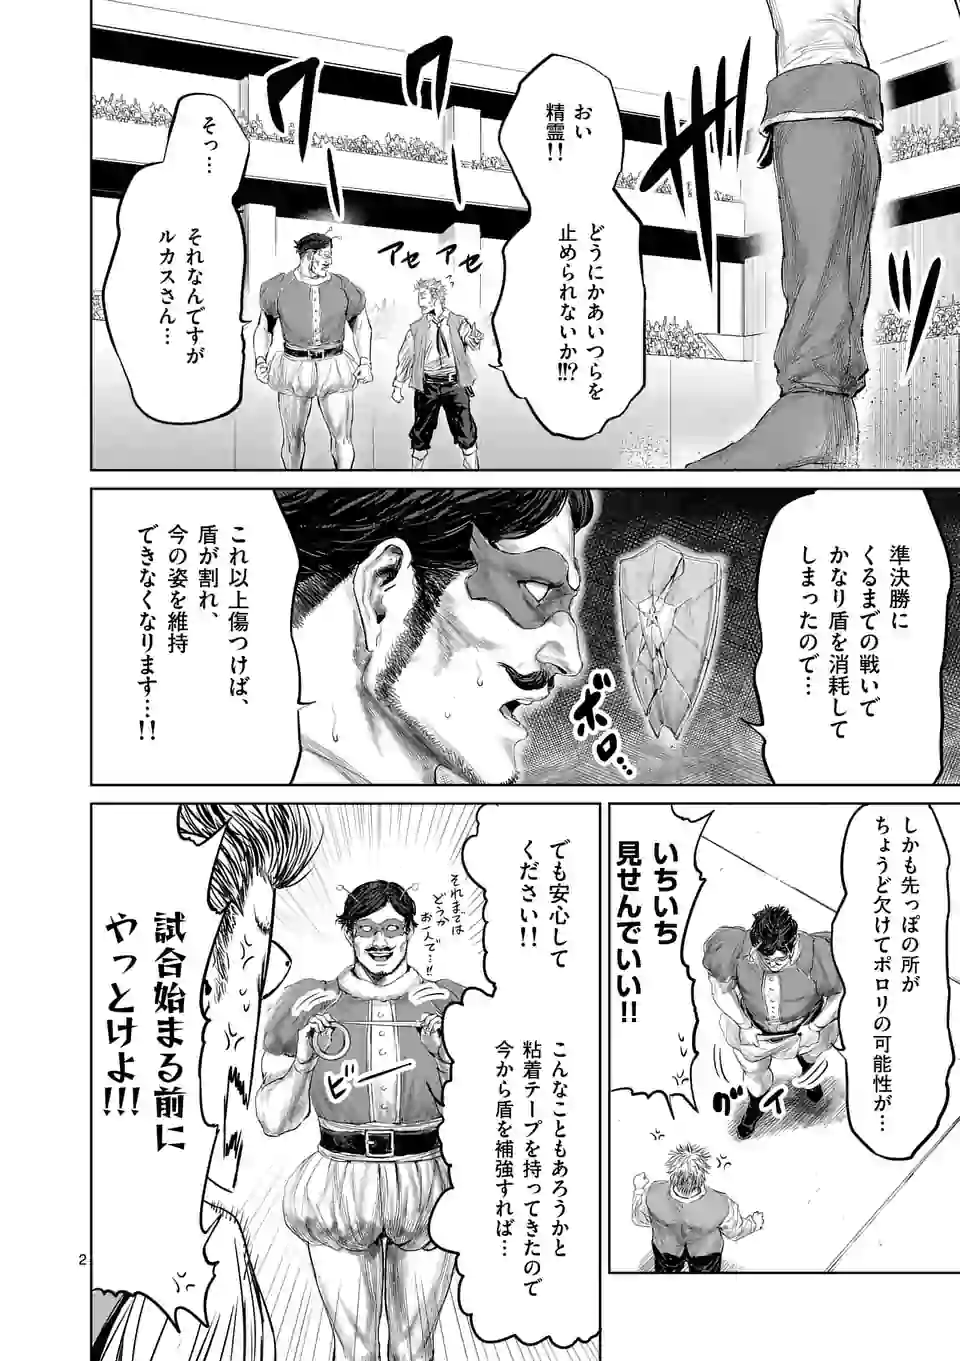 おい
精霊!!
どうにかあいつらを
止められないか!!?
アセ
アセ
そっ…
それなんですが
ルカスさん…
準決勝に
くるまでの戦いで
かなり盾を消耗して
しまったので…
ボロ…
これ以上傷つけば、
盾が割れ、
今の姿を維持
できなくなります…!!
しかも先っぽの所が
ちょうど欠けてポロリの可能性が…
グイ
いちいち
見せんでいい!!
でも安心して
ください!!
こんなこともあろうかと
粘着テープを持ってきたので
今から盾を補強すれば…
それまでは
どうか
お一人で…!!
ビーー
試合始まる前に
やっとけよ!!!
2